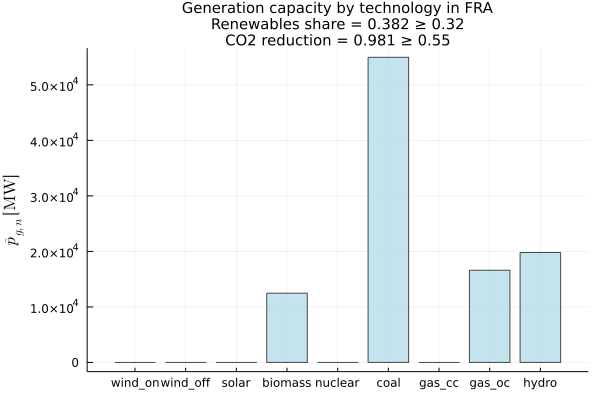 Generation capacity by technology in FRA
Renewables share = 0.382 ≥ 0.32
CO2 reduction = 0.981 ≥ 0.55
5.0×10⁴
4.0×10⁴
3.0×10⁴
2.0×10⁴
1.0×10⁴
0
p̄_{g,n}[MW]
wind_on wind_off solar biomass nuclear coal gas_cc gas_oc hydro